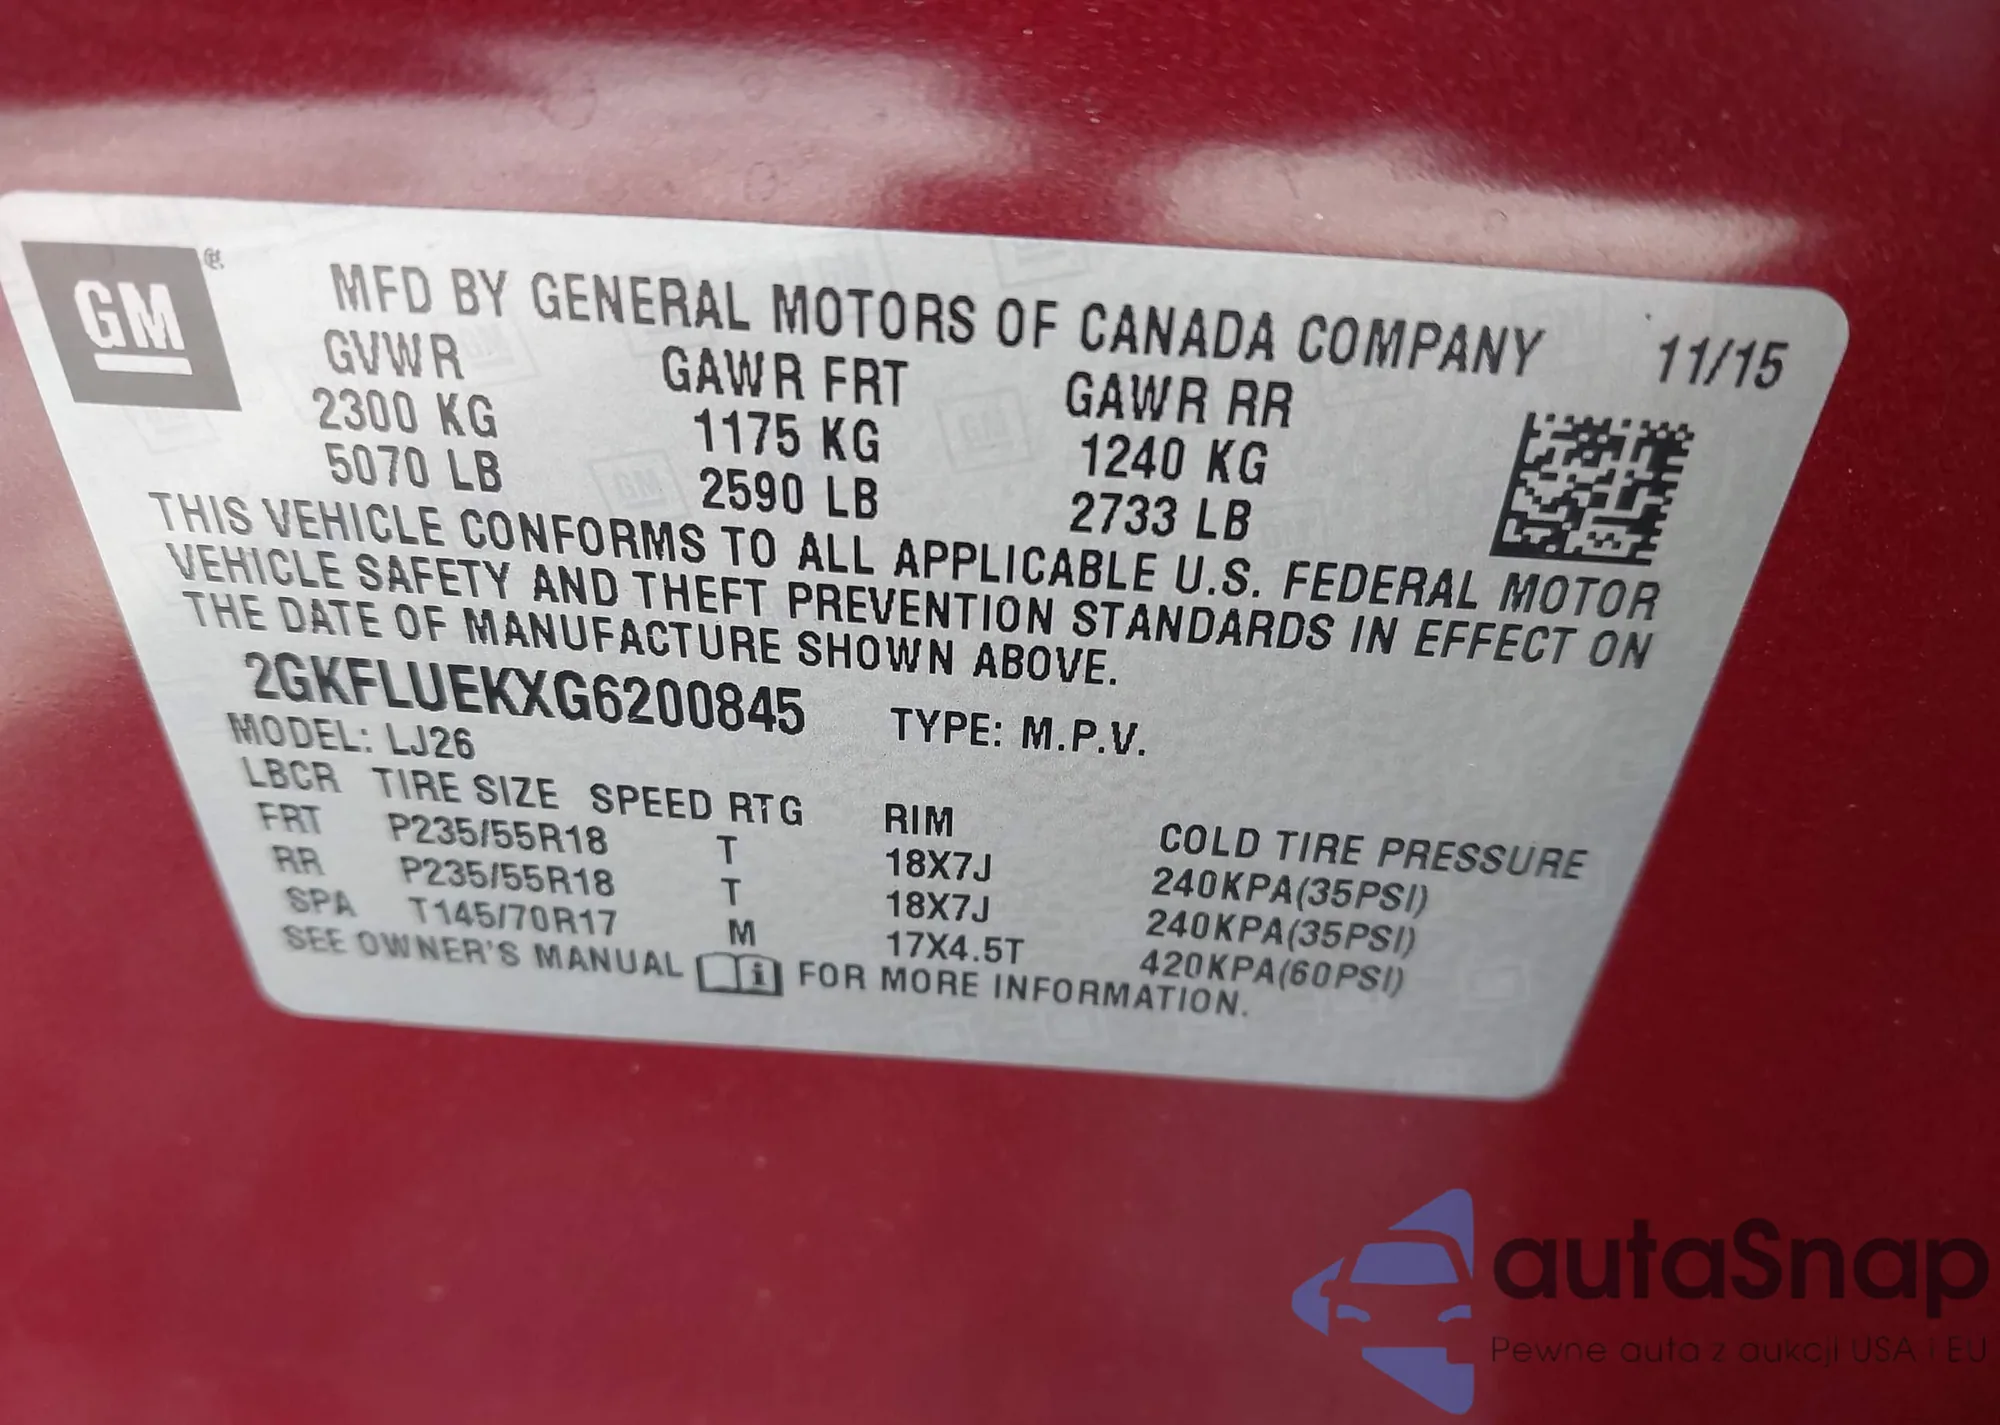 GM
MFD BY GENERAL MOTORS OF CANADA COMPANY 11/15
GVWR GAWR FRT GAWR RR
2300 KG 1175 KG 1240 KG
5070 LB 2590 LB 2733 LB
THIS VEHICLE CONFORMS TO ALL APPLICABLE U.S. FEDERAL MOTOR
VEHICLE SAFETY AND THEFT PREVENTION STANDARDS IN EFFECT ON
THE DATE OF MANUFACTURE SHOWN ABOVE.
2GKFLUEKXG6200845 TYPE: M.P.V.
MODEL: LJ26
LBCR TIRE SIZE SPEED RTG RIM COLD TIRE PRESSURE
FRT P235/55R18 T 18X7J 240KPA(35PSI)
RR P235/55R18 T 18X7J 240KPA(35PSI)
SPA T145/70R17 M 17X4.5T 420KPA(60PSI)
SEE OWNER'S MANUAL i FOR MORE INFORMATION.
autaSnap
Pewne auta z aukcji USA i EU